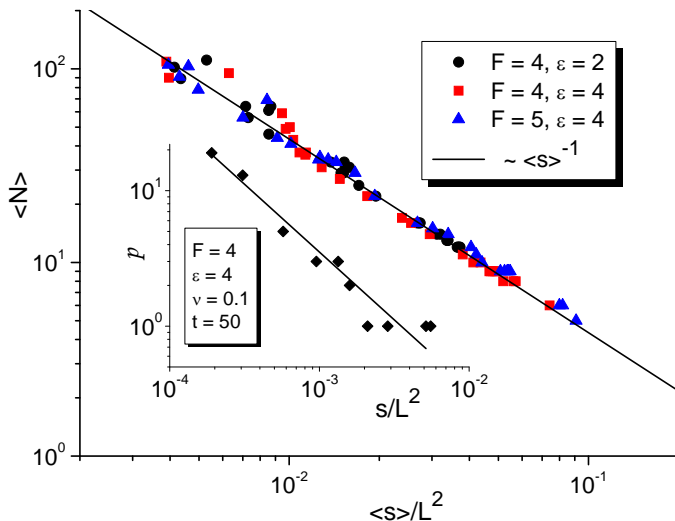 F = 4, ε = 2
F = 4, ε = 4
F = 5, ε = 4
~ <s>⁻¹
<N>
10²
10¹
10⁰
10⁻²
10⁻¹
<s>/L²
p
10¹
10⁰
F = 4
ε = 4
ν = 0.1
t = 50
10⁻⁴
10⁻³
10⁻²
s/L²